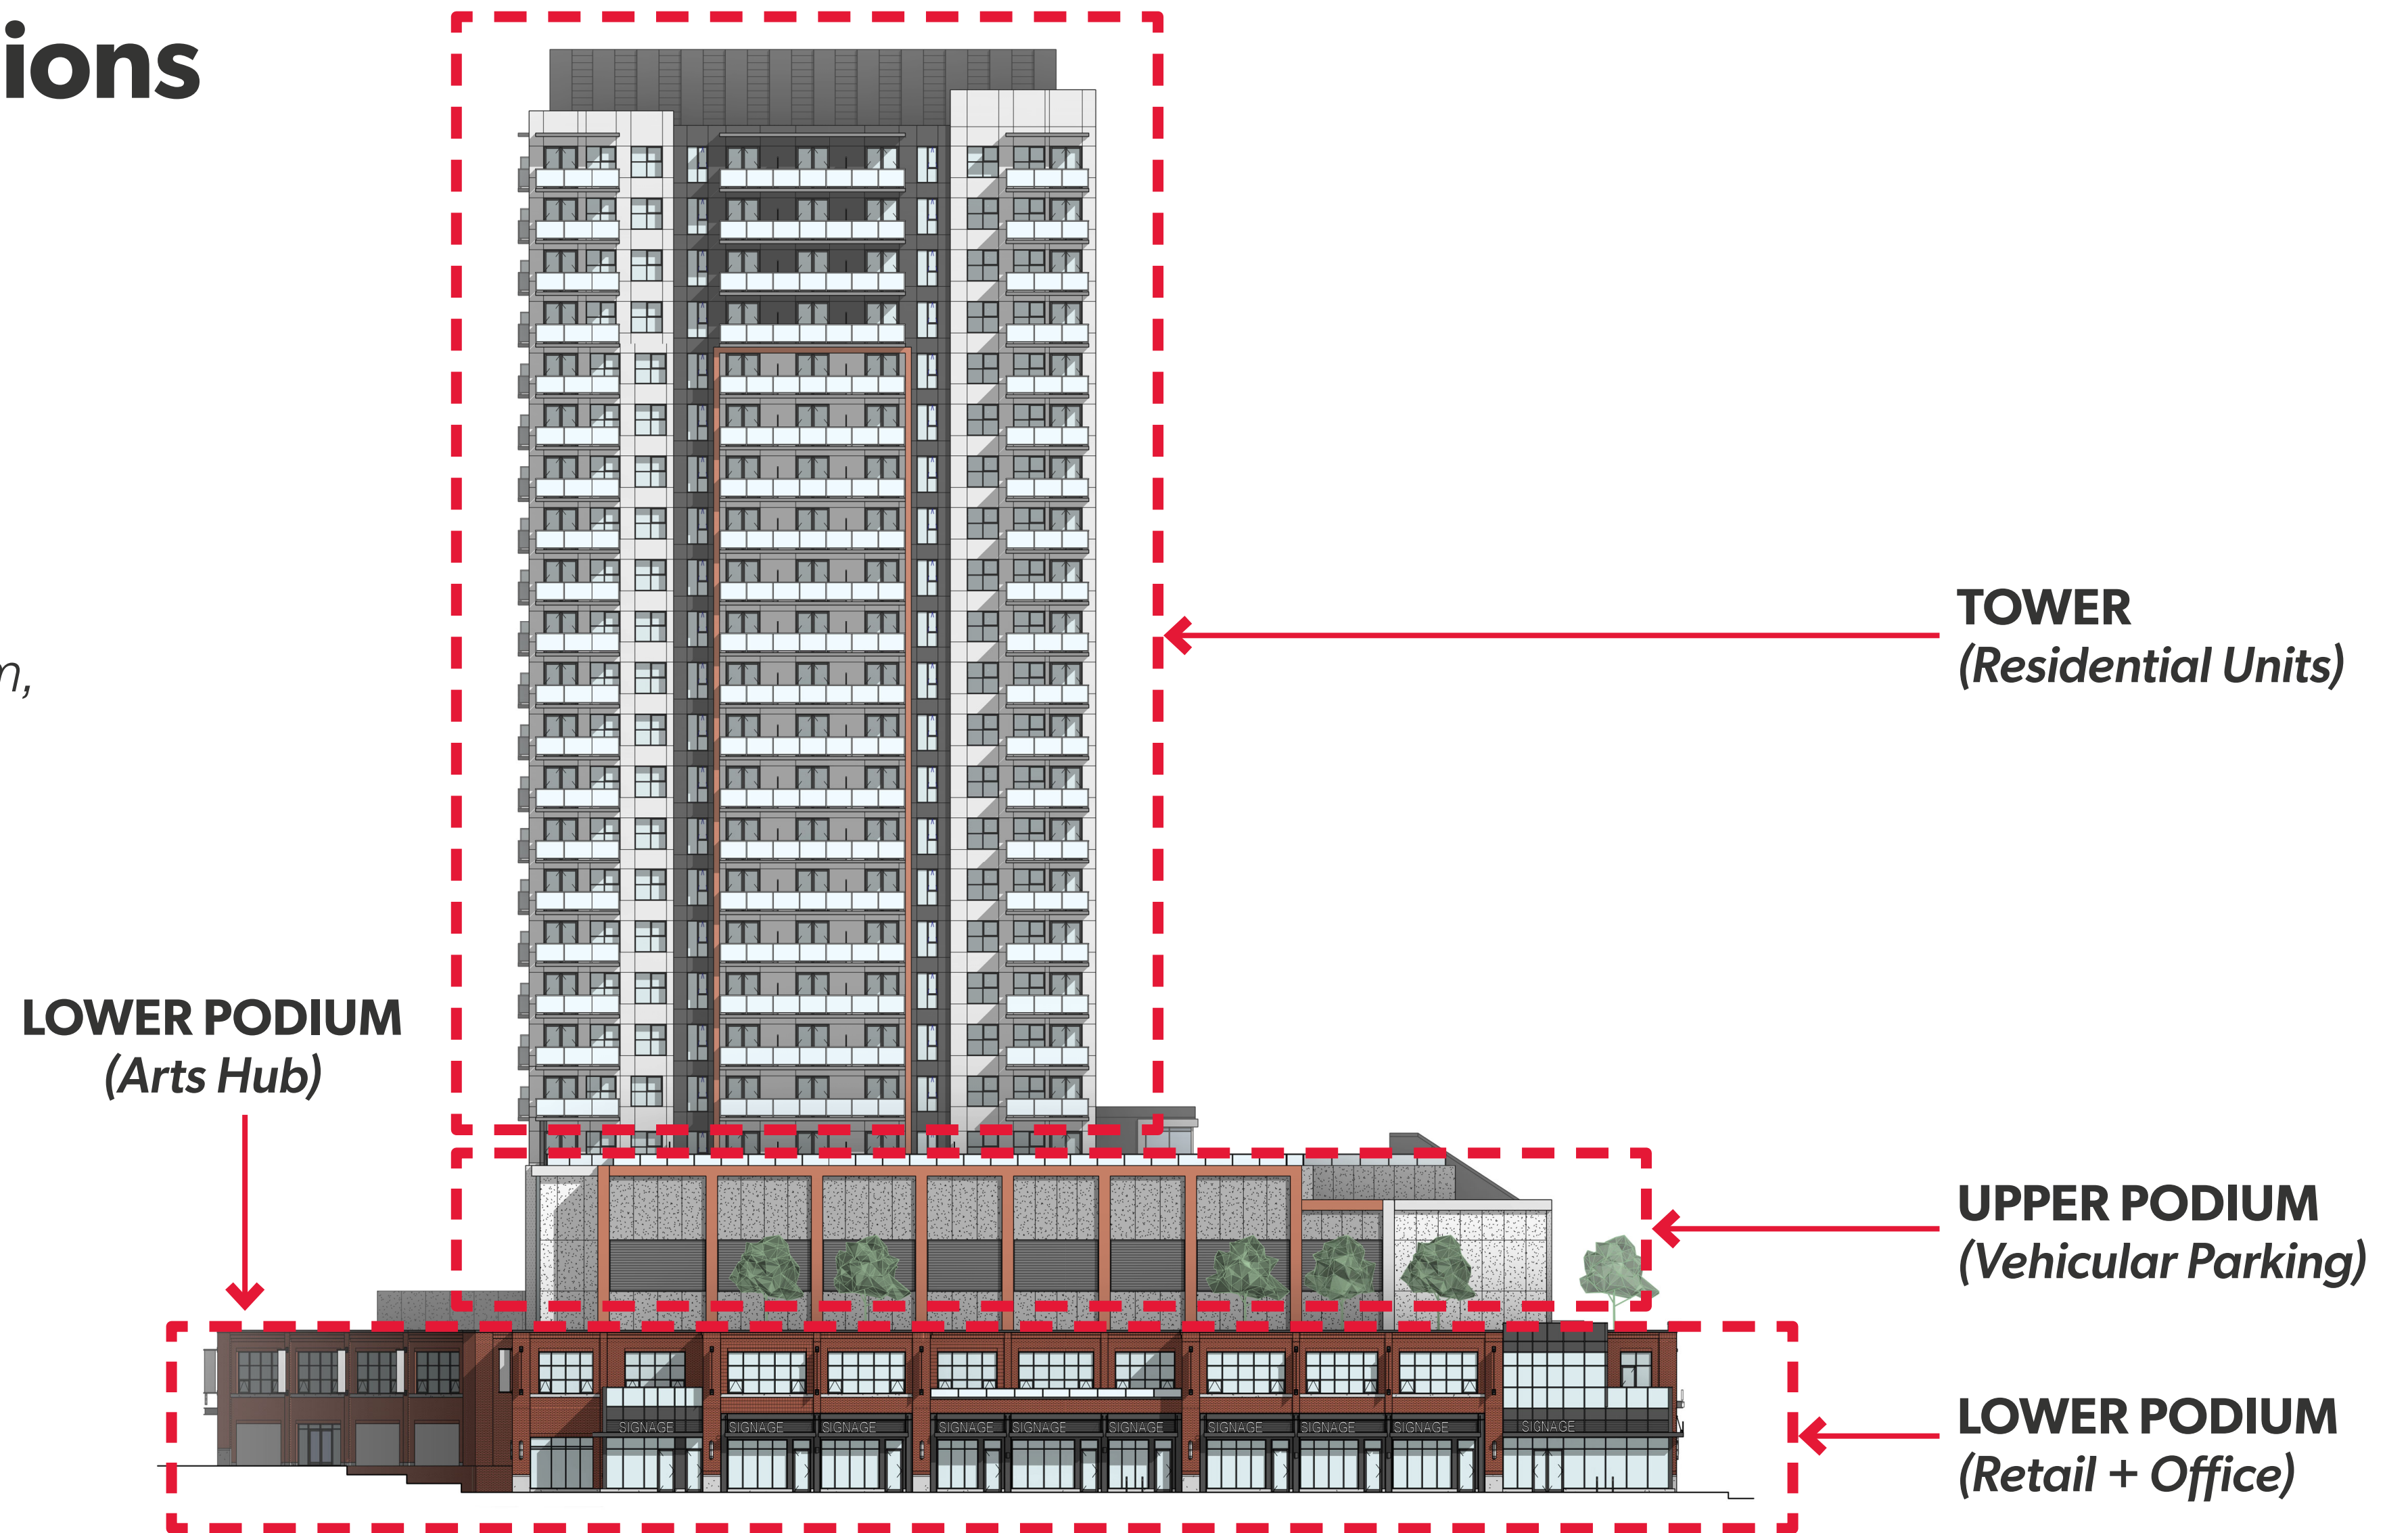 ions
n,
TOWER
(Residential Units)
LOWER PODIUM
(Arts Hub)
UPPER PODIUM
(Vehicular Parking)
SIGNAGE SIGNAGE SIGNAGE SIGNAGE SIGNAGE SIGNAGE SIGNAGE SIGNAGE SIGNAGE SIGNAGE
LOWER PODIUM
(Retail + Office)